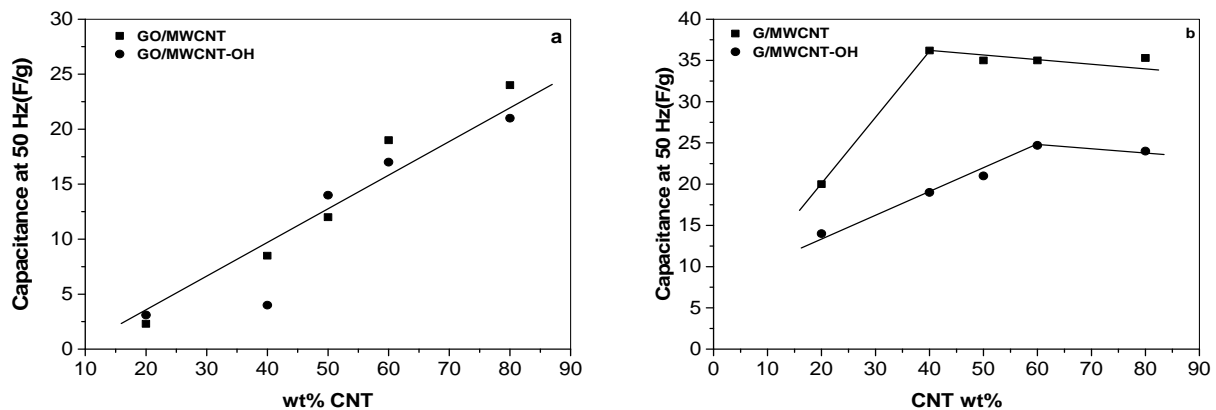 a
GO/MWCNT
GO/MWCNT-OH
Capacitance at 50 Hz(F/g)
30
25
20
15
10
5
0
10 20 30 40 50 60 70 80 90
wt% CNT
b
G/MWCNT
G/MWCNT-OH
Capacitance at 50 Hz(F/g)
40
35
30
25
20
15
10
5
0
0 10 20 30 40 50 60 70 80 90
CNT wt%